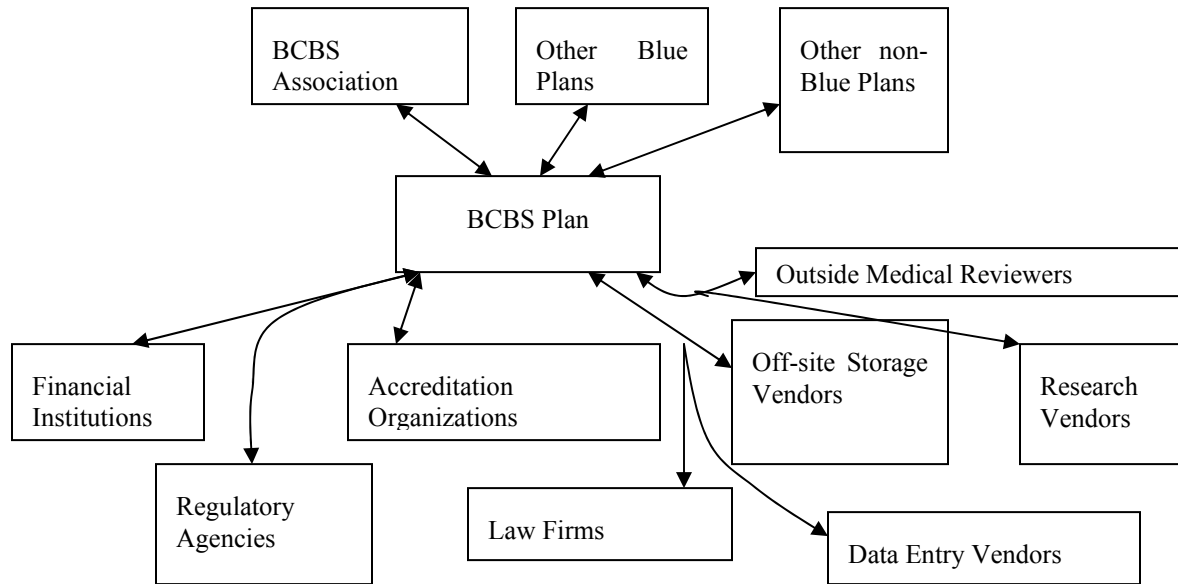 BCBS
Association
Other Blue
Plans
Other non-
Blue Plans
BCBS Plan
Outside Medical Reviewers
Financial
Institutions
Accreditation
Organizations
Off-site Storage
Vendors
Research
Vendors
Regulatory
Agencies
Law Firms
Data Entry Vendors